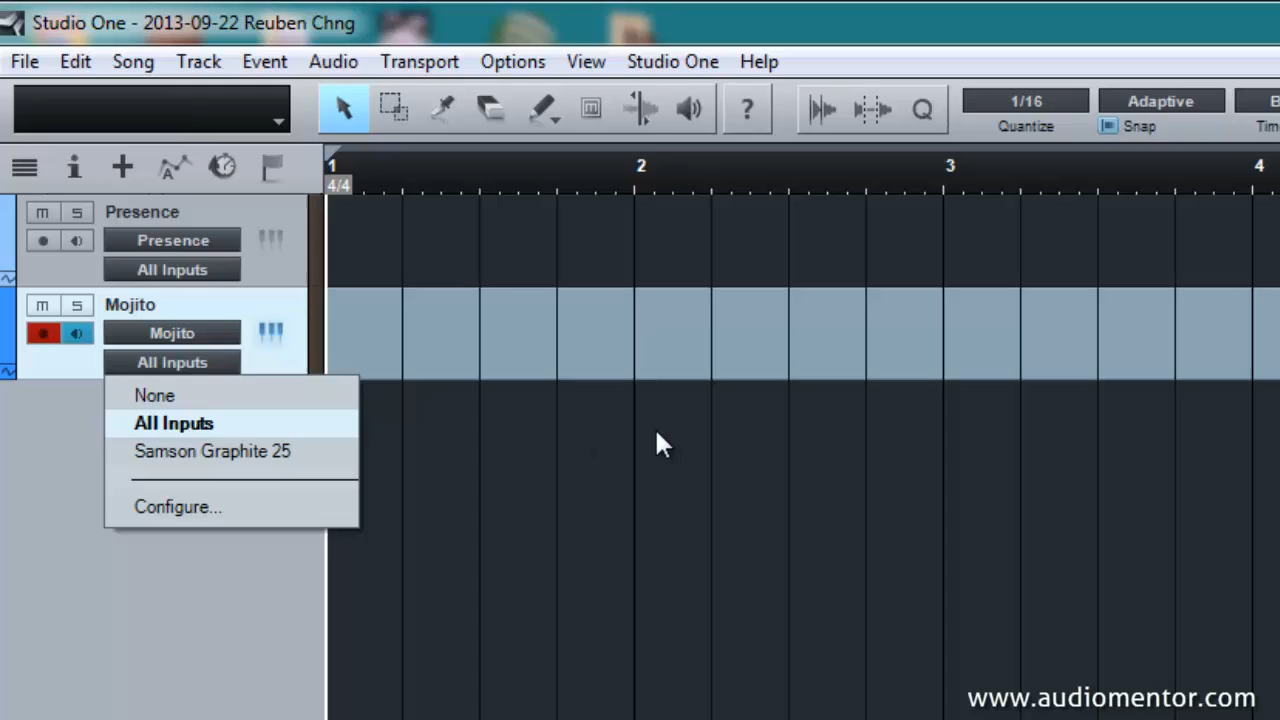 Studio One - 2013-09-22 Reuben Chng
File Edit Song Track Event Audio Transport Options View Studio One Help
? Q 1/16 Adaptive B
Quantize Snap Tim
1 2 3 4
4/4
M S Presence
Presence
All Inputs
M S Mojito
Mojito
All Inputs
None
All Inputs
Samson Graphite 25
Configure...
www.audiomentor.com